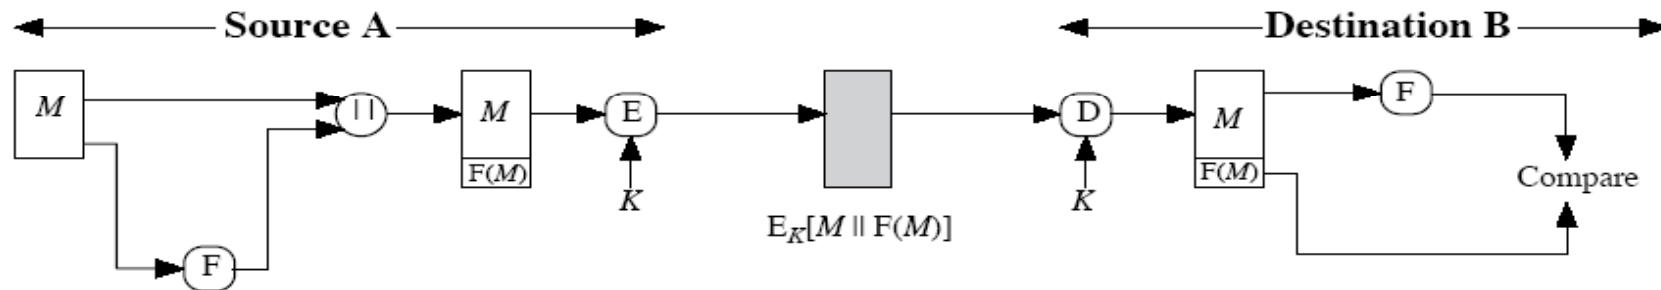 Source A
Destination B
M
||
M
F(M)
E
K
E_K[M || F(M)]
D
K
M
F(M)
F
Compare
F